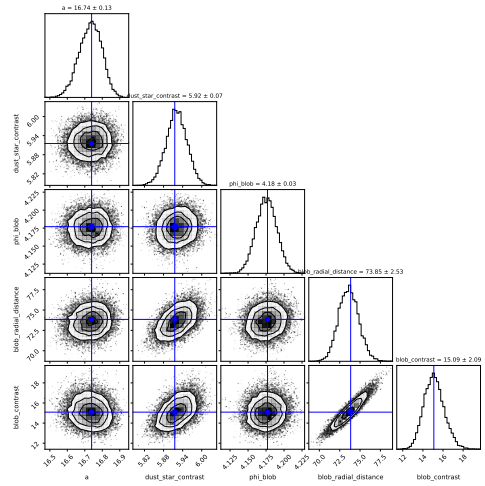 a = 16.74 ± 0.13
dust_star_contrast = 5.92 ± 0.07
dust_star_contrast
6.00
5.94
5.88
5.82
phi_blob = 4.18 ± 0.03
phi_blob
4.225
4.200
4.175
4.150
4.125
blob_radial_distance = 73.85 ± 2.53
blob_radial_distance
77.5
75.0
72.5
70.0
blob_contrast = 15.09 ± 2.09
blob_contrast
18
16
14
12
16.5 16.6 16.7 16.8 16.9
5.82 5.88 5.94 6.00
4.125 4.150 4.175 4.200 4.225
70.0 72.5 75.0 77.5
12 14 16 18
a dust_star_contrast phi_blob blob_radial_distance blob_contrast